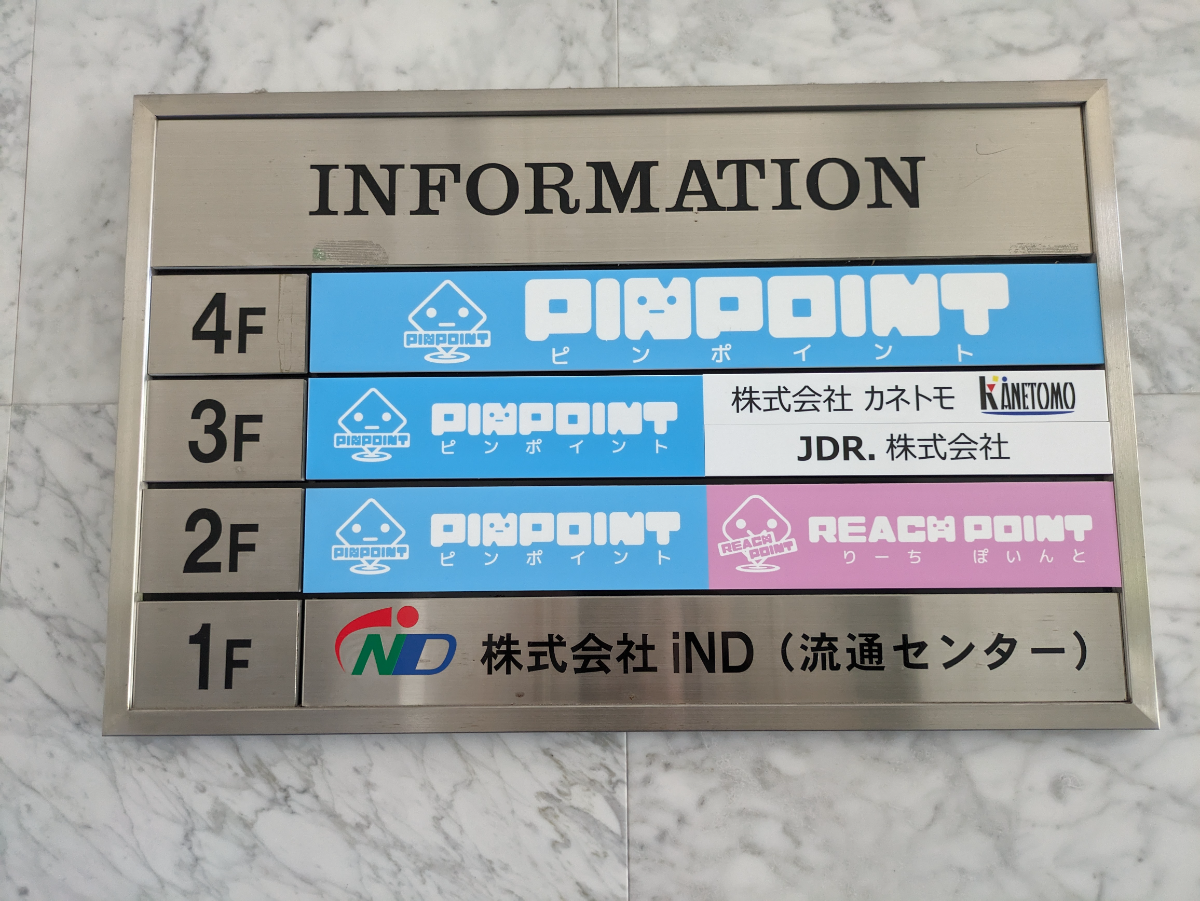 INFORMATION
4F
PINPOINT
PINPOINT
ピンポイント
3F
PINPOINT
PINPOINT
ピンポイント
株式会社 カネトモ KANETOMO
JDR. 株式会社
2F
PINPOINT
PINPOINT
ピンポイント
REACH POINT
REACH POINT
りーち ぽいんと
1F
iND 株式会社 iND（流通センター）